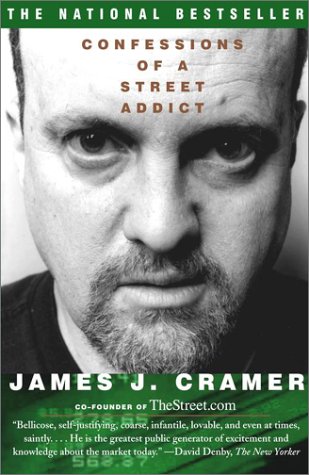 THE NATIONAL BESTSELLER
CONFESSIONS
OF A
STREET
ADDICT
JAMES J. CRAMER
CO-FOUNDER OF TheStreet.com
"Bellicose, self-justifying, coarse, infantile, lovable, and even at times,
saintly. . . . He is the greatest public generator of excitement and
knowledge about the market today."—David Denby, The New Yorker